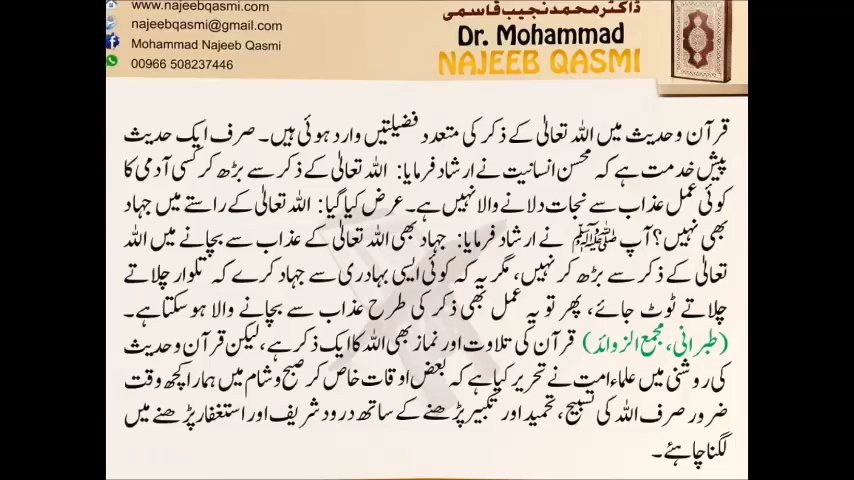 www.najeebqasmi.com
najeebqasmi@gmail.com
Mohammad Najeeb Qasmi
00966 508237446
ڈاکٹر محمد نجیب قاسمی
Dr. Mohammad
NAJEEB QASMI
قرآن وحدیث میں اللہ تعالیٰ کے ذکر کی متعدد فضیلتیں وارد ہوئی ہیں۔ صرف ایک حدیث
پیش خدمت ہے کہ محسن انسانیت نے ارشاد فرمایا: اللہ تعالیٰ کے ذکر سے بڑھ کر کسی آدمی کا
کوئی عمل عذاب سے نجات دلانے والا نہیں ہے۔ عرض کیا گیا: اللہ تعالیٰ کے راستے میں جہاد
بھی نہیں؟ آپ ﷺ نے ارشاد فرمایا: جہاد بھی اللہ تعالیٰ کے عذاب سے بچانے میں اللہ
تعالیٰ کے ذکر سے بڑھ کر نہیں، مگر یہ کہ کوئی ایسی بہادری سے جہاد کرے کہ تلوار چلاتے
چلاتے ٹوٹ جائے، پھر تو یہ عمل بھی ذکر کی طرح عذاب سے بچانے والا ہوسکتا ہے۔
(طبرانی، مجمع الزوائد) قرآن کی تلاوت اور نماز بھی اللہ کا ایک ذکر ہے، لیکن قرآن وحدیث
کی روشنی میں علماء امت نے تحریر کیا ہے کہ بعض اوقات خاص کر صبح وشام میں ہمارا کچھ وقت
ضرور صرف اللہ کی تسبیح، تحمید اور تکبیر پڑھنے کے ساتھ درود شریف اور استغفار پڑھنے میں
لگنا چاہئے۔